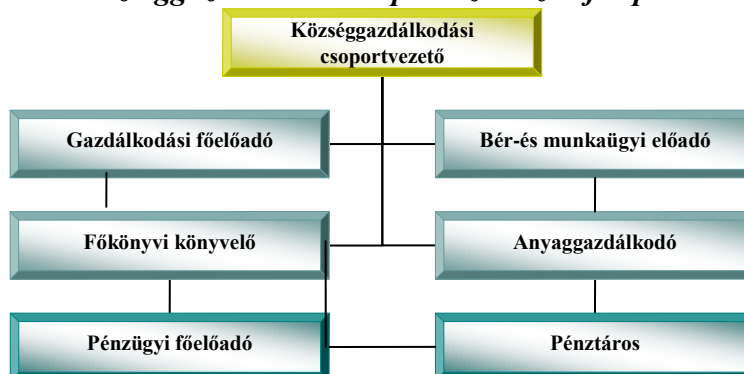 Községgazdálkodási
csoportvezető
Gazdálkodási főelőadó
Bér-és munkaügyi előadó
Főkönyvi könyvelő
Anyaggazdálkodó
Pénzügyi főelőadó
Pénztáros